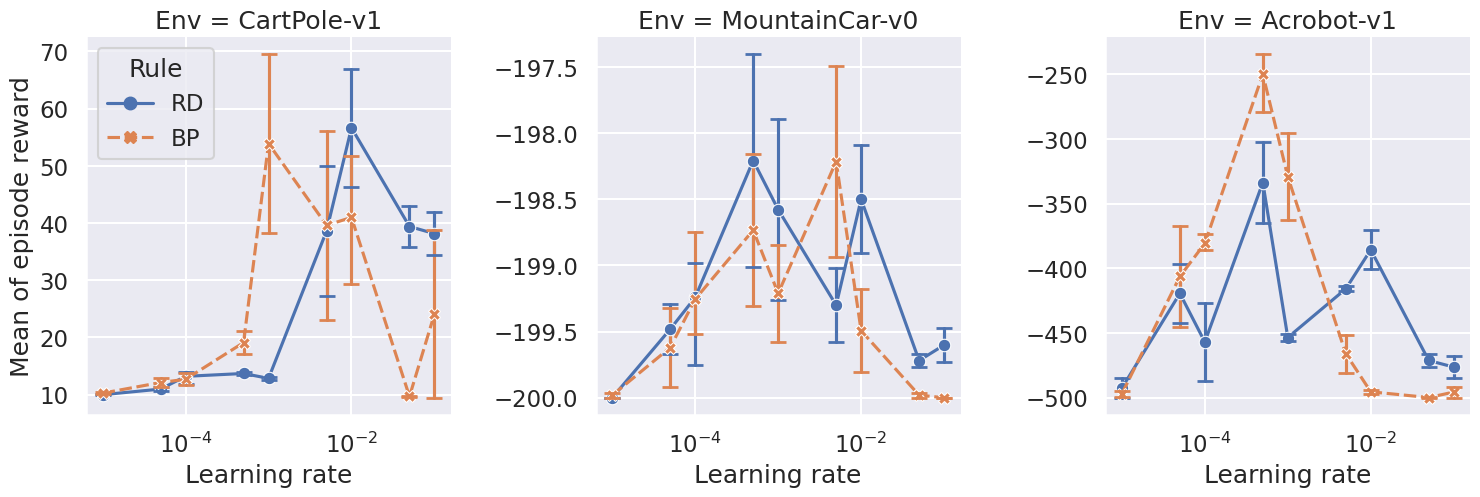 Env = CartPole-v1
Mean of episode reward
70
60
50
40
30
20
10
Rule
RD
BP
10⁻⁴
10⁻²
Learning rate
Env = MountainCar-v0
−197.5
−198.0
−198.5
−199.0
−199.5
−200.0
10⁻⁴
10⁻²
Learning rate
Env = Acrobot-v1
−250
−300
−350
−400
−450
−500
10⁻⁴
10⁻²
Learning rate